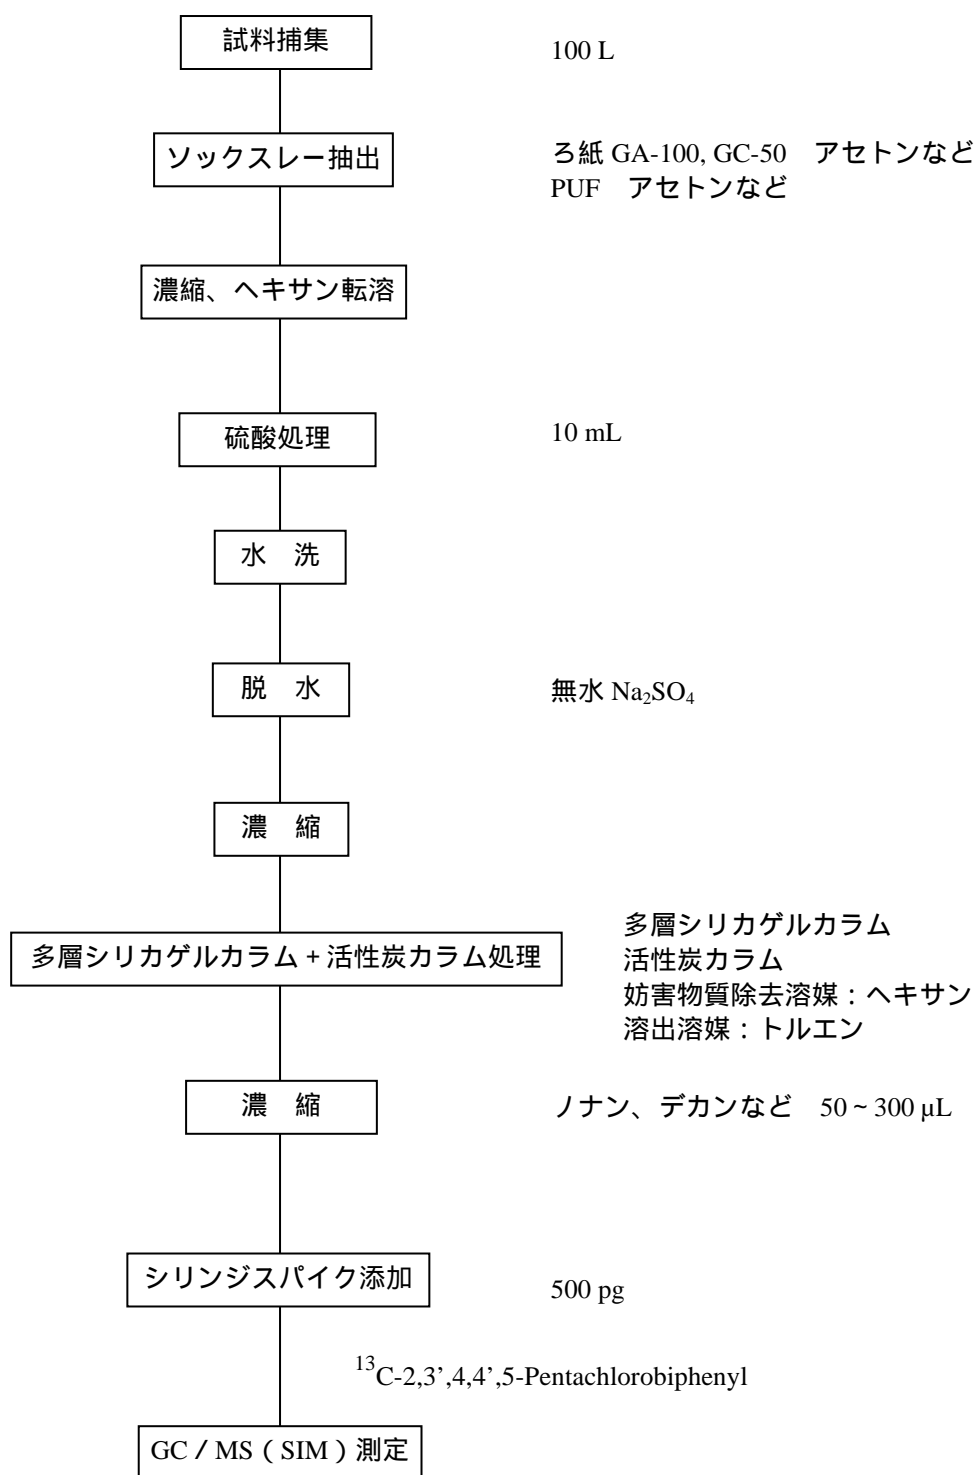 試料捕集
100 L
ソックスレー抽出
ろ紙 GA-100, GC-50　アセトンなど
PUF　アセトンなど
濃縮、ヘキサン転溶
硫酸処理
10 mL
水　洗
脱　水
無水 Na₂SO₄
濃　縮
多層シリカゲルカラム + 活性炭カラム処理
多層シリカゲルカラム
活性炭カラム
妨害物質除去溶媒：ヘキサン
溶出溶媒：トルエン
濃　縮
ノナン、デカンなど　50 ~ 300 µL
シリンジスパイク添加
500 pg
¹³C-2,3’,4,4’,5-Pentachlorobiphenyl
GC / MS ( SIM ) 測定